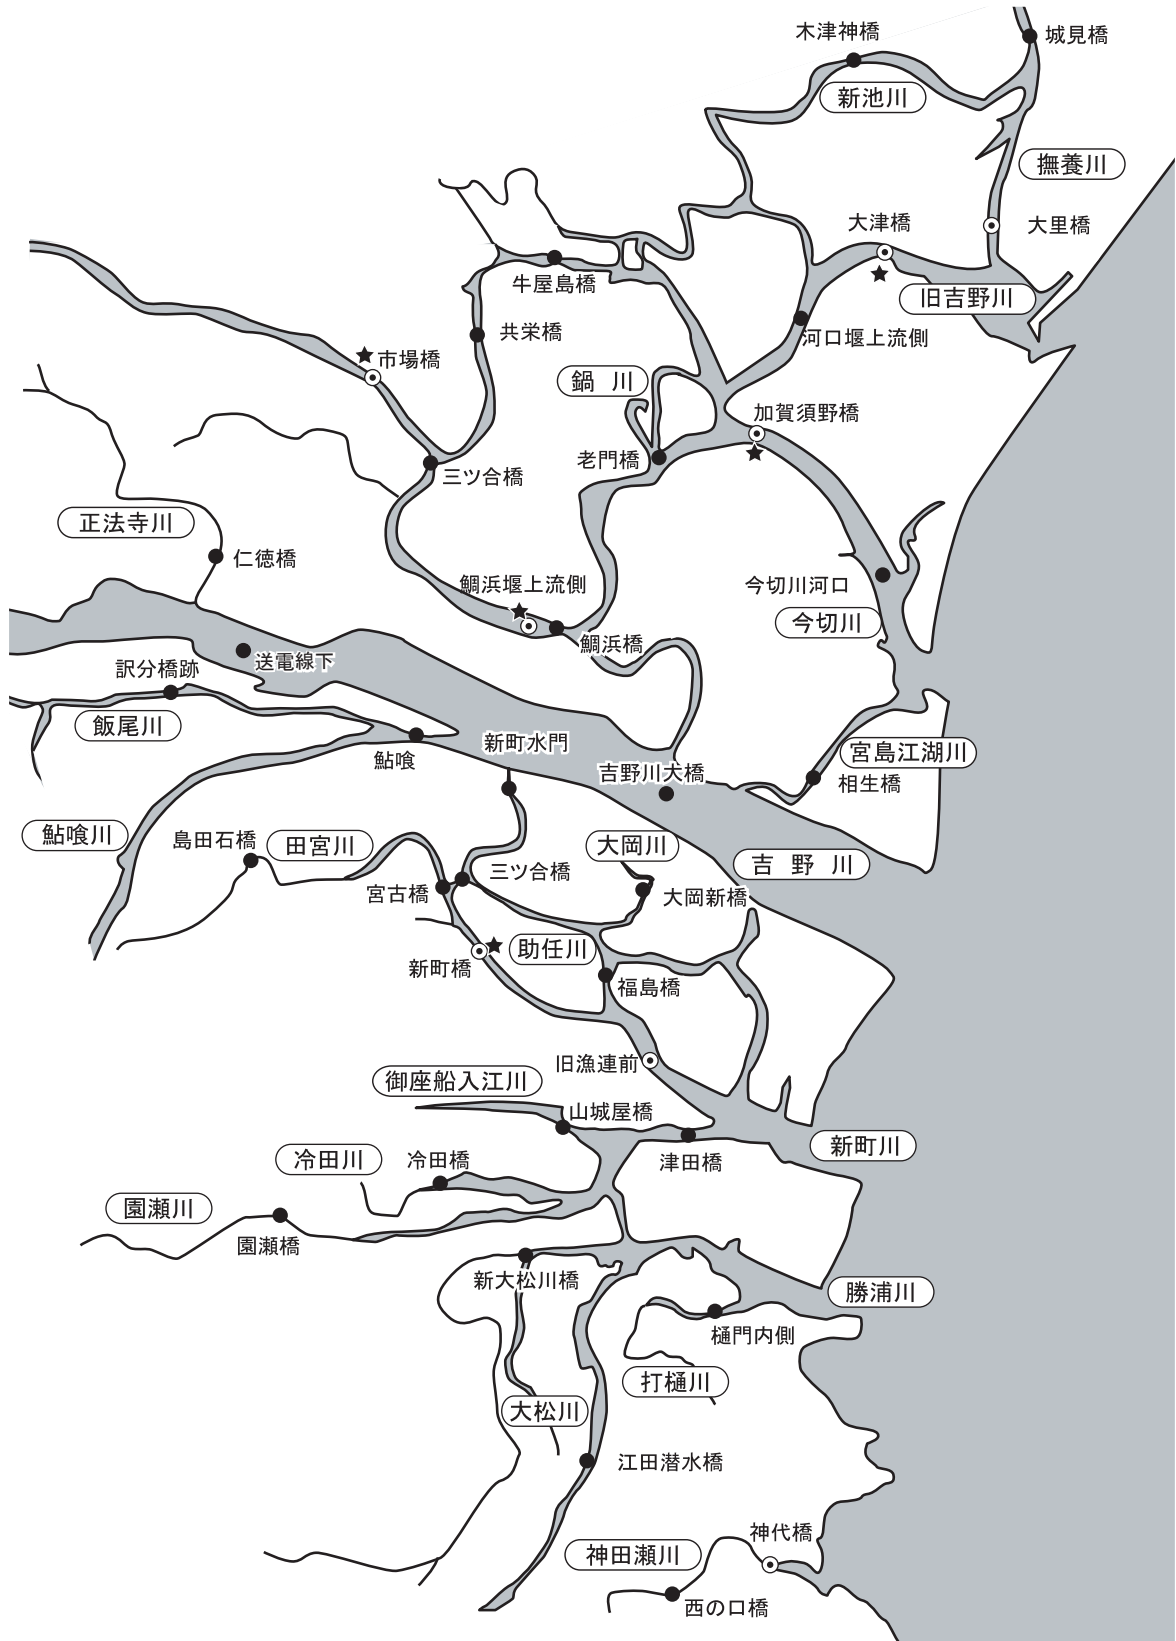 木津神橋
城見橋
新池川
撫養川
大津橋
大里橋
牛屋島橋
旧吉野川
共栄橋
河口堰上流側
市場橋
鍋 川
加賀須野橋
老門橋
三ツ合橋
正法寺川
仁徳橋
鯛浜堰上流側
今切川河口
今切川
鯛浜橋
送電線下
訳分橋跡
飯尾川
新町水門
鮎喰
宮島江湖川
吉野川大橋
相生橋
鮎喰川
島田石橋
田宮川
大岡川
吉 野 川
三ツ合橋
宮古橋
大岡新橋
助任川
新町橋
福島橋
旧漁連前
御座船入江川
山城屋橋
新町川
冷田川
冷田橋
津田橋
園瀬川
園瀬橋
新大松川橋
勝浦川
樋門内側
打樋川
大松川
江田潜水橋
神代橋
神田瀬川
西の口橋